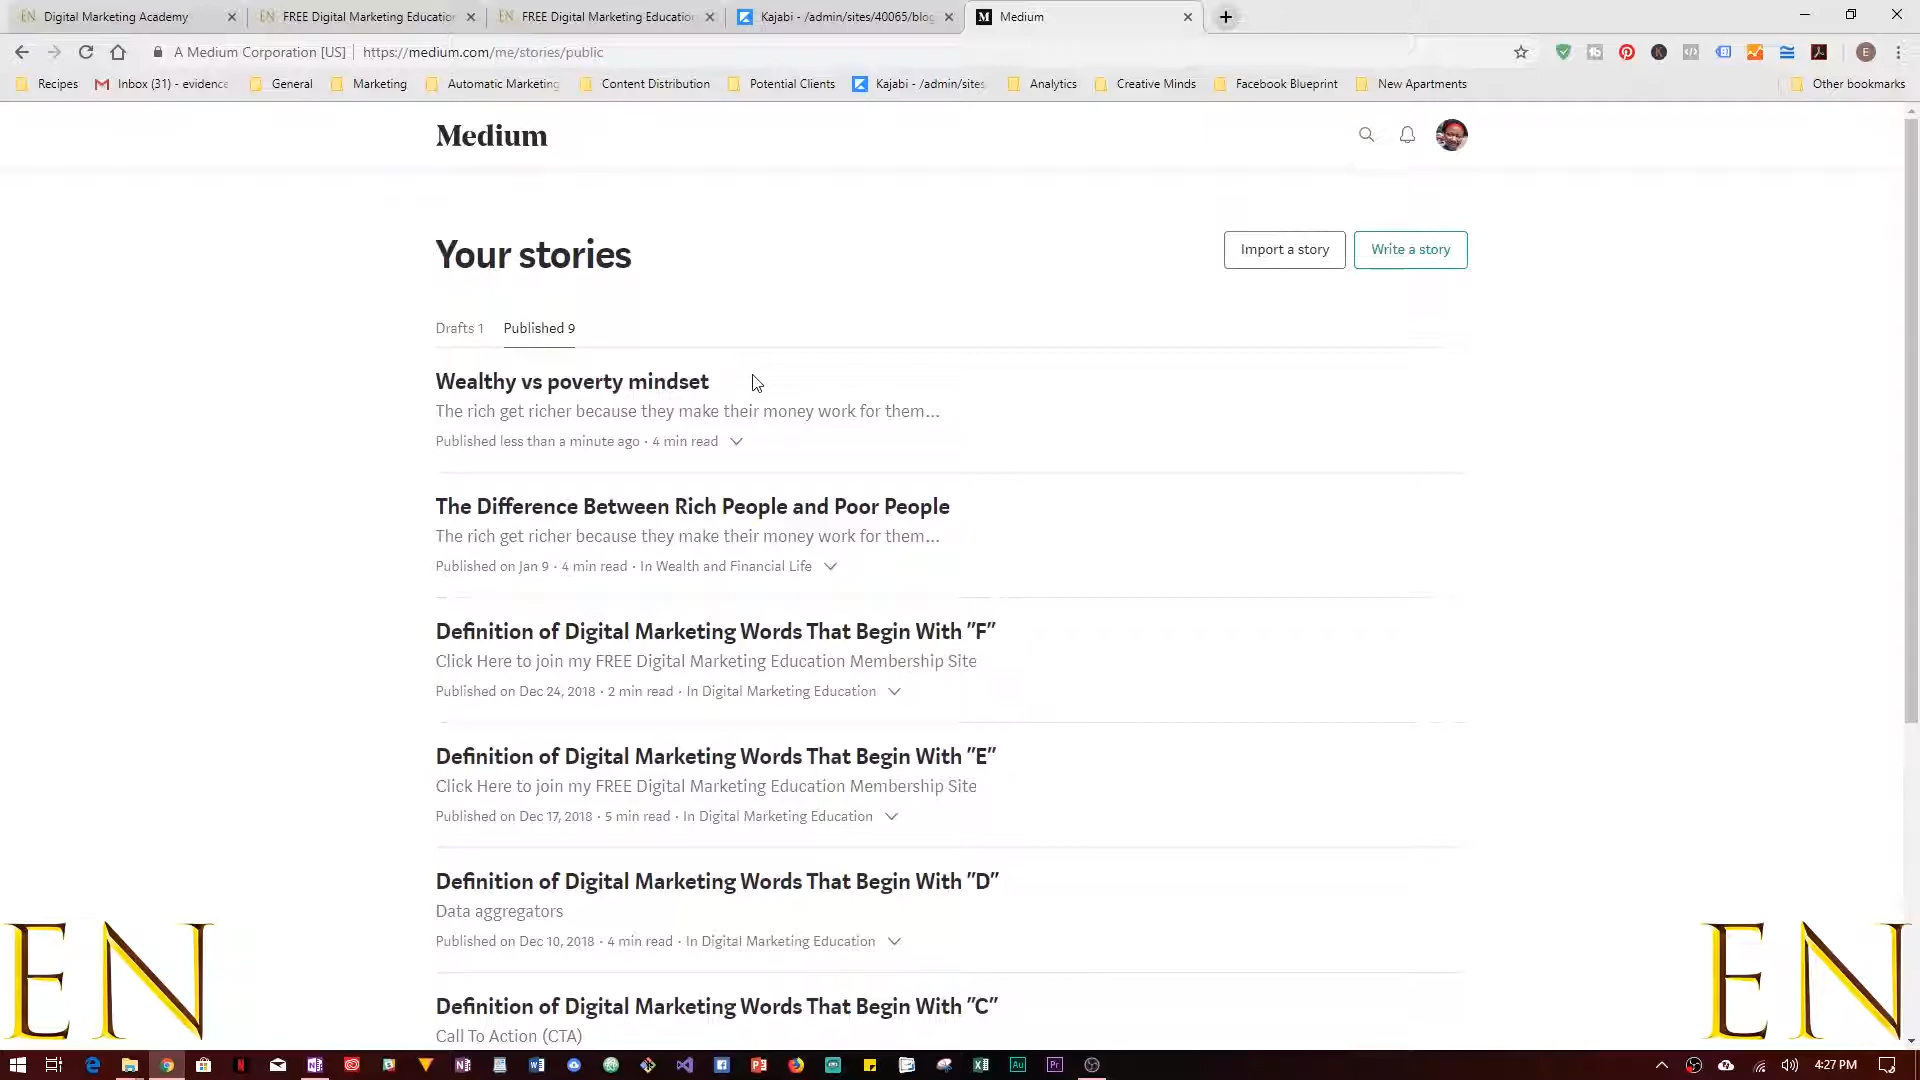 Digital Marketing Academy
FREE Digital Marketing Education
FREE Digital Marketing Education
Kajabi - /admin/sites/40065/blog
Medium
A Medium Corporation [US]
https://medium.com/me/stories/public
Recipes
Inbox (31) - evidence
General
Marketing
Automatic Marketing
Content Distribution
Potential Clients
Kajabi - /admin/sites
Analytics
Creative Minds
Facebook Blueprint
New Apartments
Other bookmarks
Medium
Your stories
Import a story
Write a story
Drafts 1
Published 9
Wealthy vs poverty mindset
The rich get richer because they make their money work for them...
Published less than a minute ago · 4 min read
The Difference Between Rich People and Poor People
The rich get richer because they make their money work for them...
Published on Jan 9 · 4 min read · In Wealth and Financial Life
Definition of Digital Marketing Words That Begin With "F"
Click Here to join my FREE Digital Marketing Education Membership Site
Published on Dec 24, 2018 · 2 min read · In Digital Marketing Education
Definition of Digital Marketing Words That Begin With "E"
Click Here to join my FREE Digital Marketing Education Membership Site
Published on Dec 17, 2018 · 5 min read · In Digital Marketing Education
Definition of Digital Marketing Words That Begin With "D"
Data aggregators
Published on Dec 10, 2018 · 4 min read · In Digital Marketing Education
Definition of Digital Marketing Words That Begin With "C"
Call To Action (CTA)
EN
EN
4:27 PM